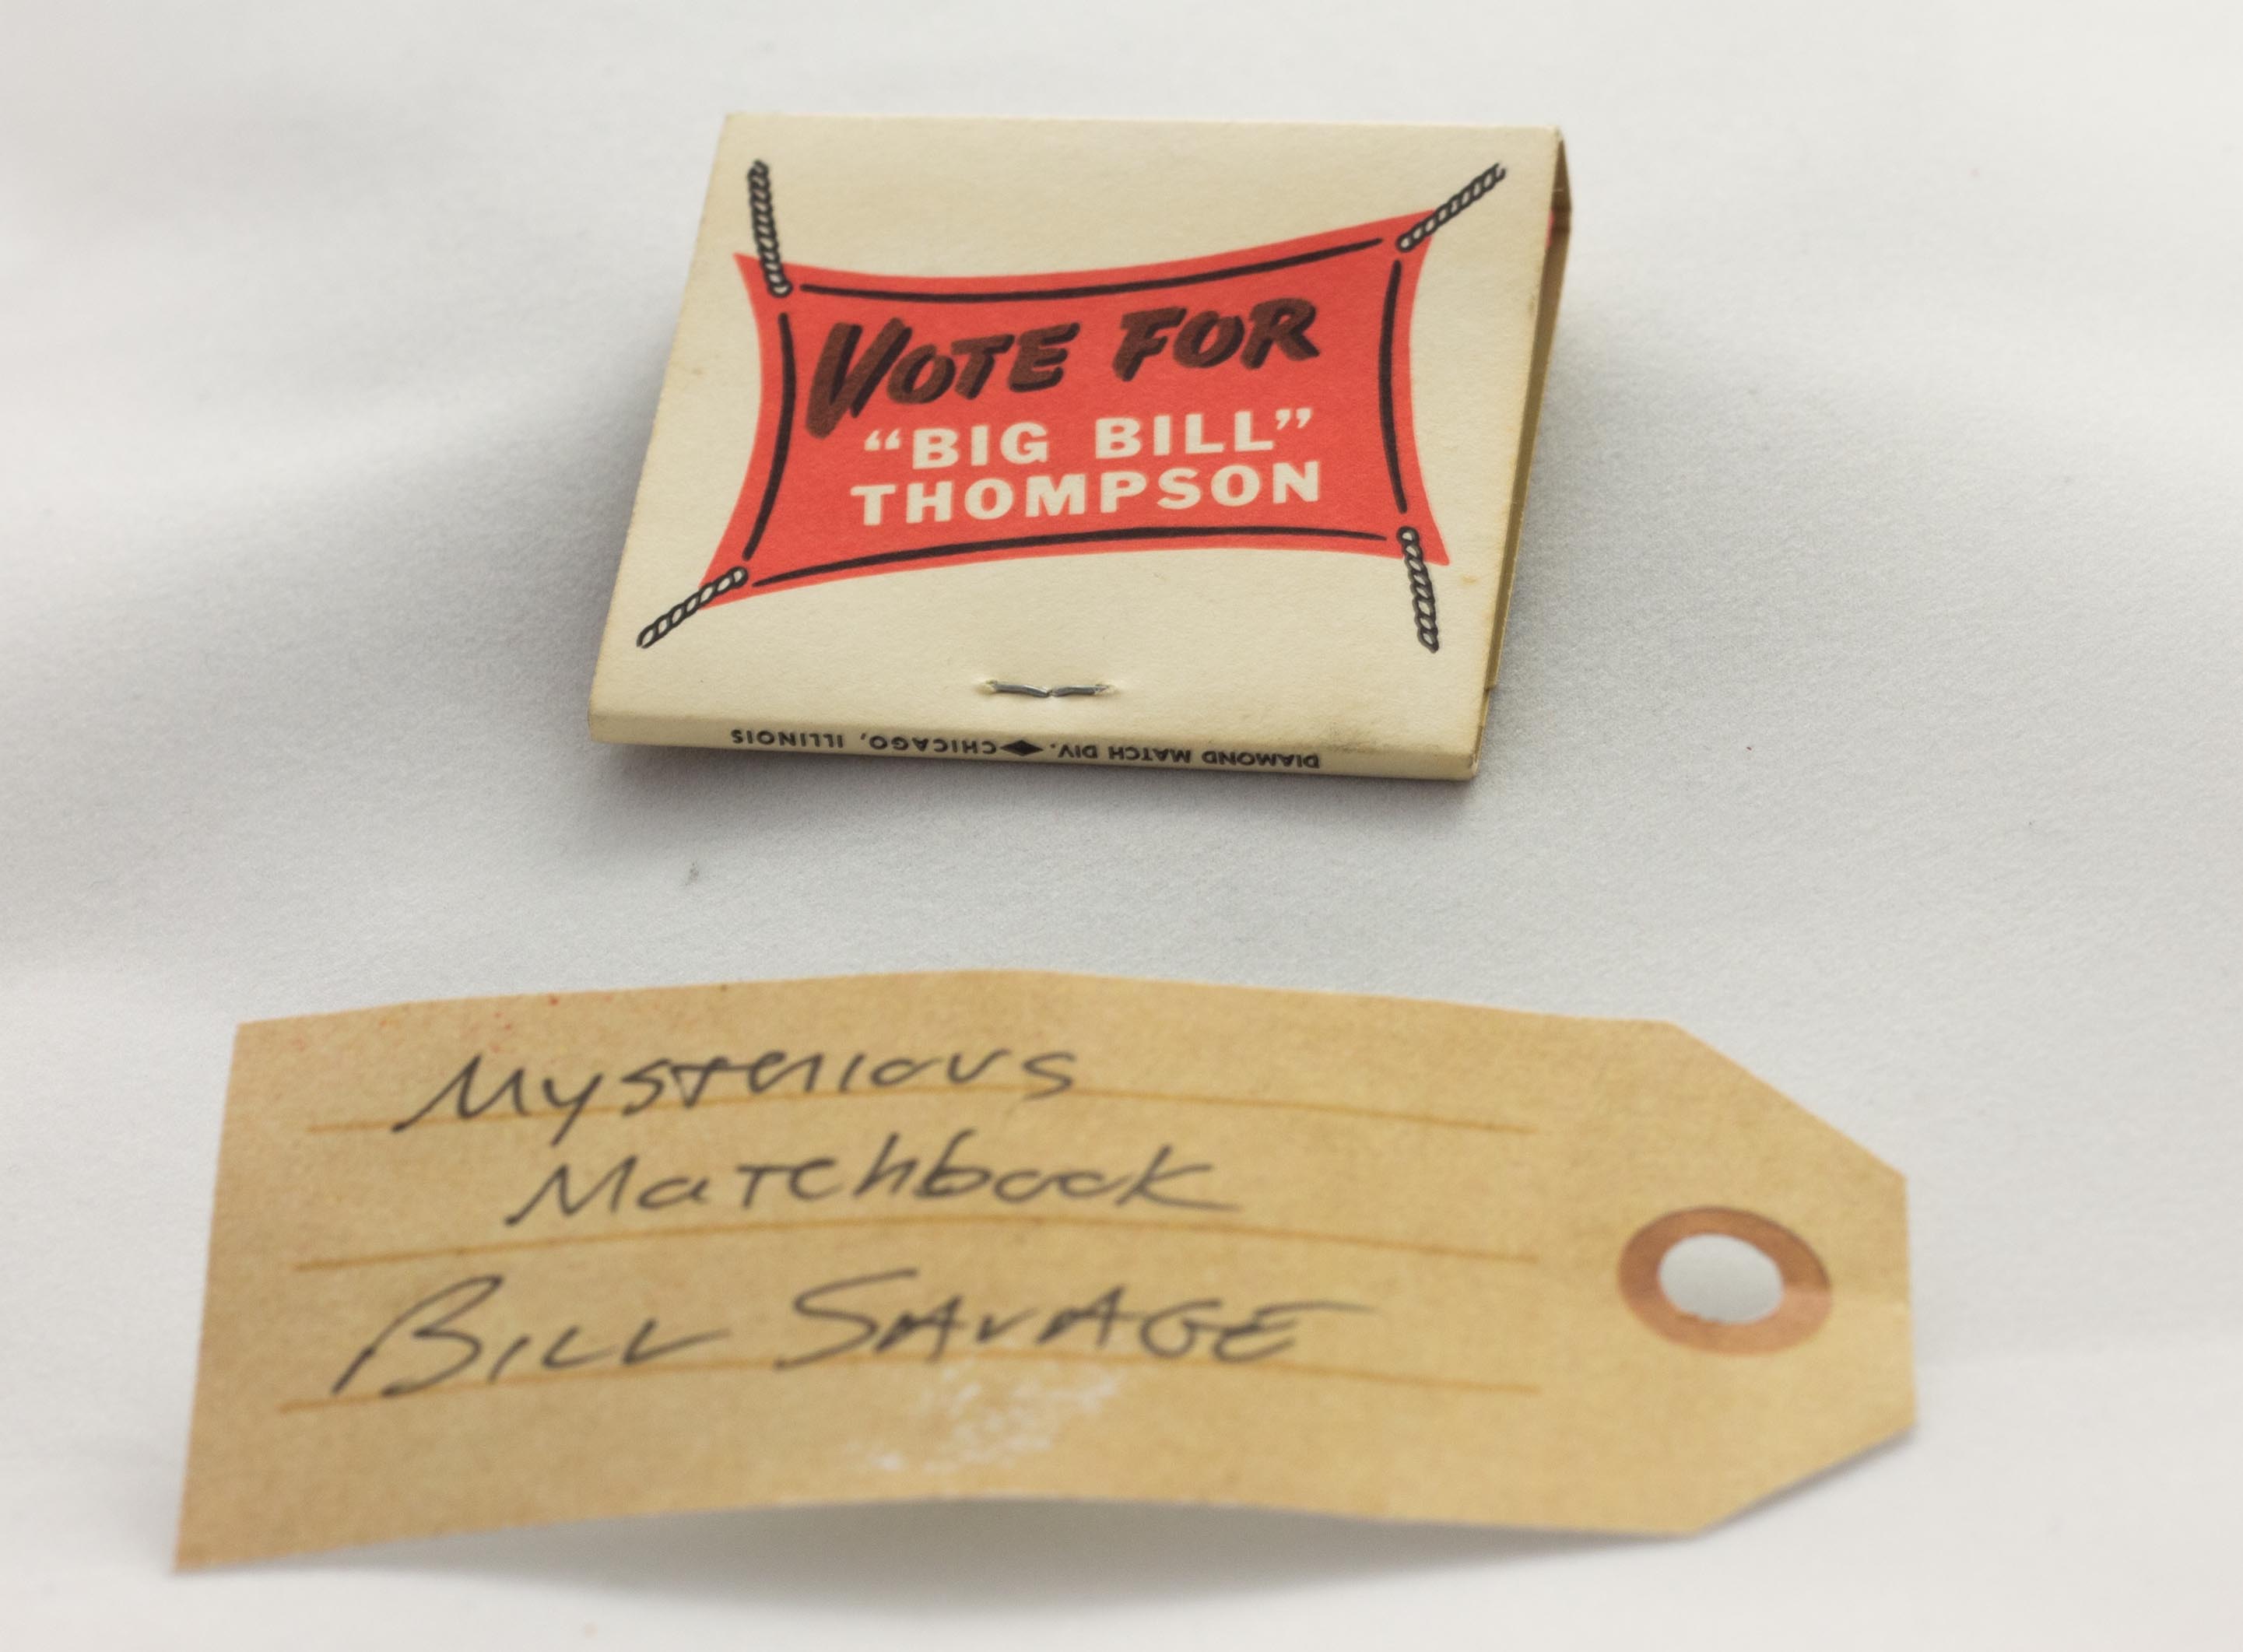 VOTE FOR
“BIG BILL”
THOMPSON
DIAMOND MATCH DIV. ◆ CHICAGO, ILLINOIS
Mysterious
Matchbook
BILL SAVAGE